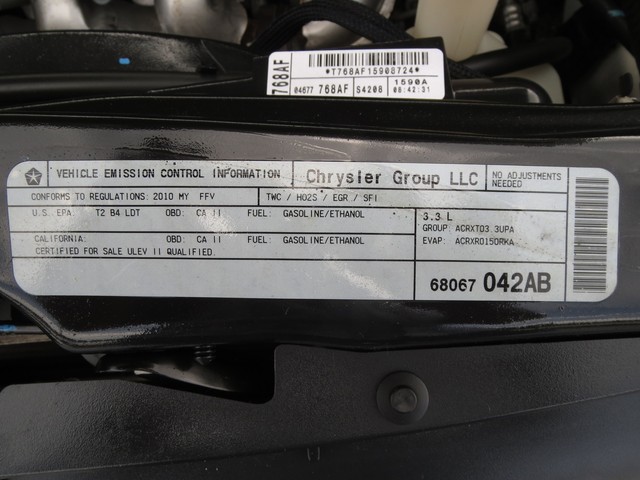 768AF
*T768AF15908724*
04677 768AF S4208 1590A 08:42:31
VEHICLE EMISSION CONTROL INFORMATION Chrysler Group LLC NO ADJUSTMENTS NEEDED
CONFORMS TO REGULATIONS: 2010 MY FFV TWC / HO2S / EGR / SFI
U.S. EPA: T2 B4 LDT OBD: CA II FUEL: GASOLINE/ETHANOL 3.3 L
GROUP: ACRXT03.3UPA
CALIFORNIA: OBD: CA II FUEL: GASOLINE/ETHANOL EVAP: ACRXR0150RKA
CERTIFIED FOR SALE ULEV II QUALIFIED.
68067 042AB